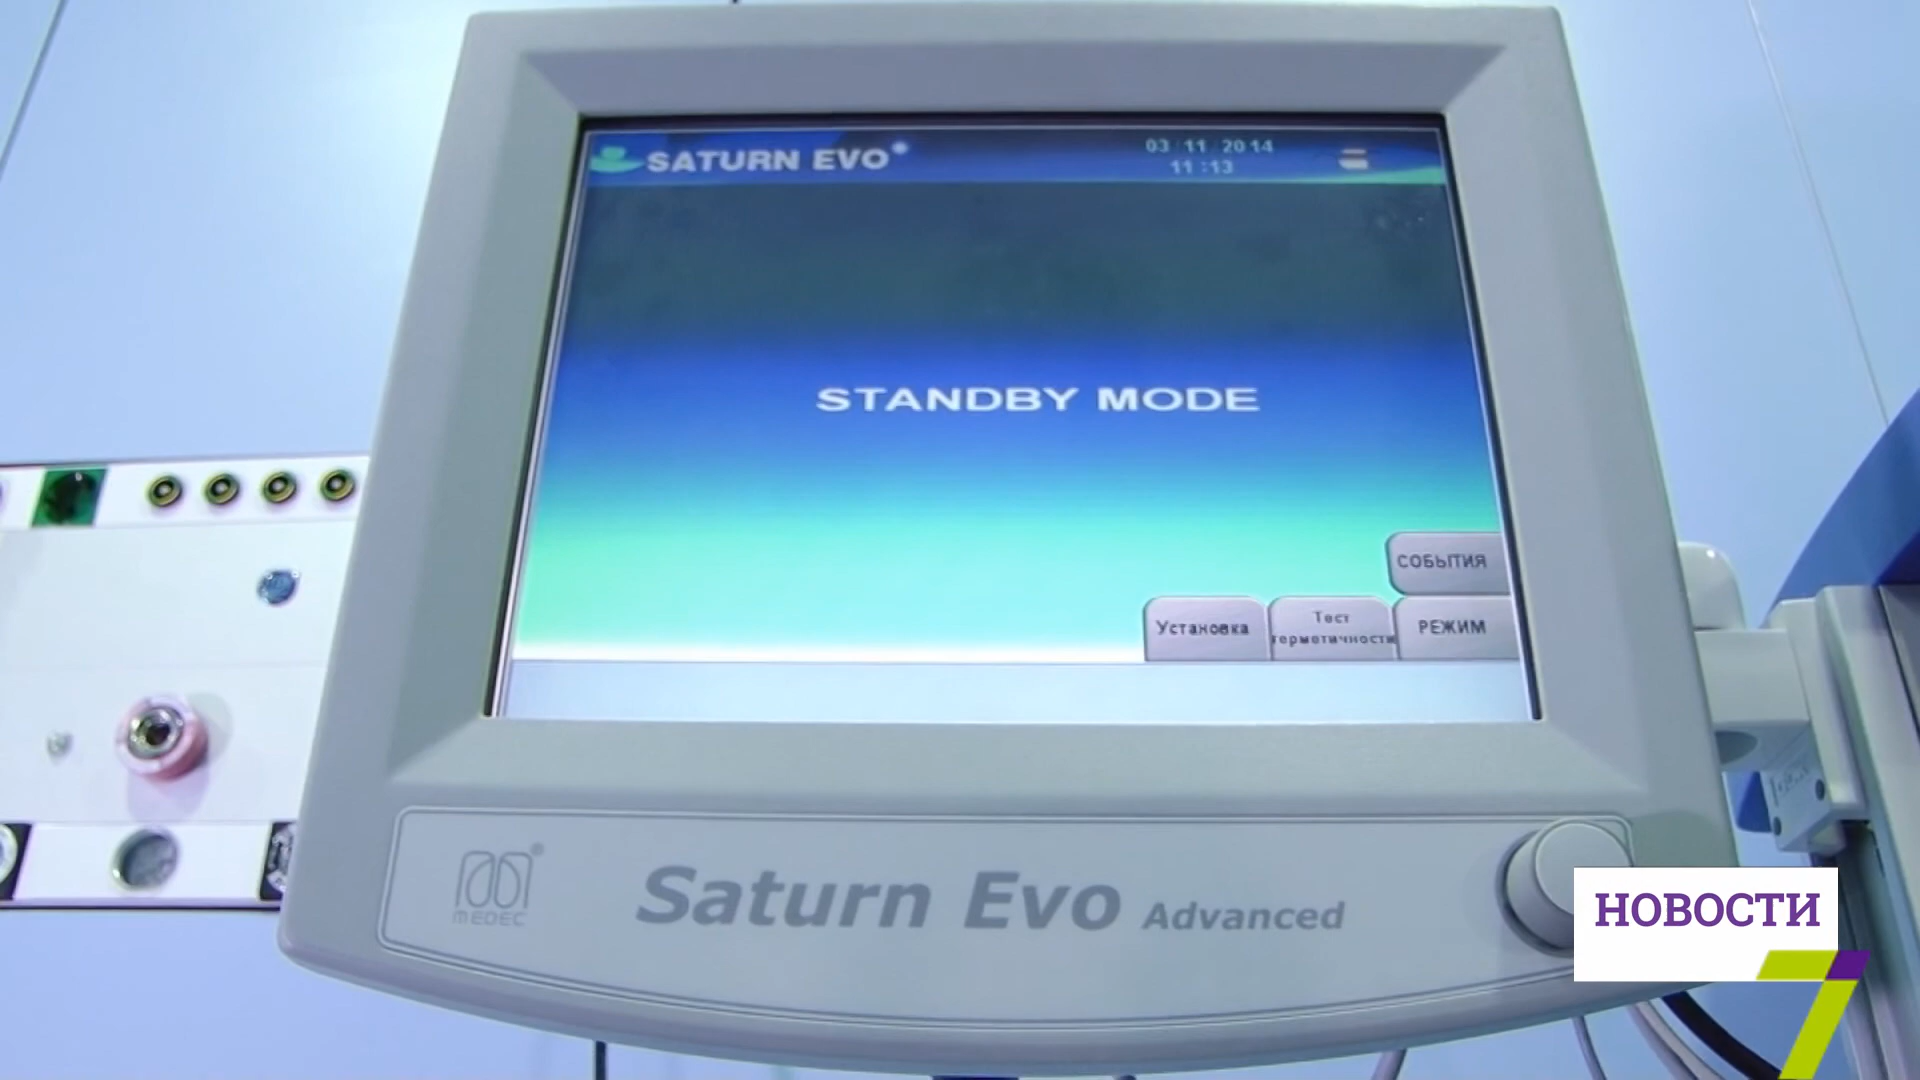 SATURN EVO
03 11 2014
11:13
STANDBY MODE
СОБЫТИЯ
Установка
Тест
герметичности
РЕЖИМ
MEDEC
Saturn Evo Advanced
НОВОСТИ
7